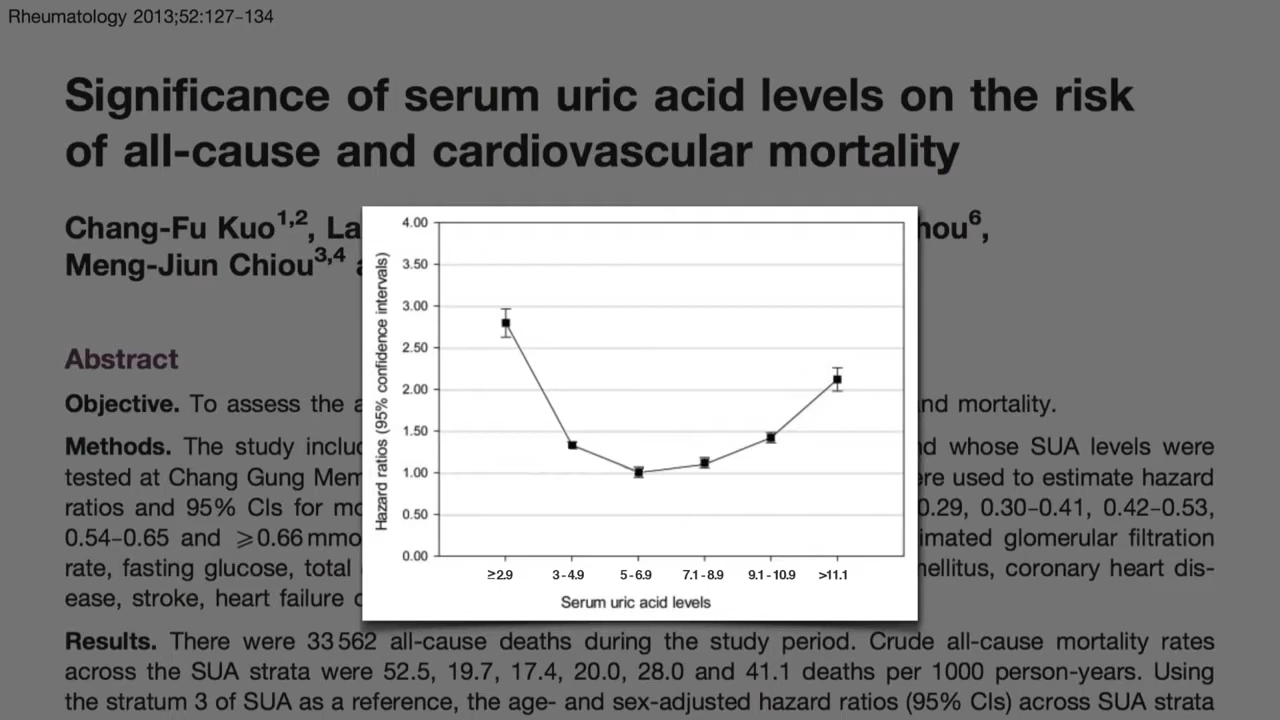 Rheumatology 2013;52:127–134
Significance of serum uric acid levels on the risk
of all-cause and cardiovascular mortality
Chang-Fu Kuo1,2, La hou6,
Meng-Jiun Chiou3,4 a
Abstract
Objective. To assess the a nd mortality.
Methods. The study inclu d whose SUA levels were
tested at Chang Gung Mem re used to estimate hazard
ratios and 95% CIs for mo 0.29, 0.30–0.41, 0.42–0.53,
0.54–0.65 and ⩾0.66 mmo imated glomerular filtration
rate, fasting glucose, total nellitus, coronary heart dis-
ease, stroke, heart failure o
Results. There were 33 562 all-cause deaths during the study period. Crude all-cause mortality rates
across the SUA strata were 52.5, 19.7, 17.4, 20.0, 28.0 and 41.1 deaths per 1000 person-years. Using
the stratum 3 of SUA as a reference, the age- and sex-adjusted hazard ratios (95% CIs) across SUA strata
Hazard ratios (95% confidence intervals)
4.00
3.50
3.00
2.50
2.00
1.50
1.00
0.50
0.00
≥2.9 3 - 4.9 5 - 6.9 7.1 - 8.9 9.1 - 10.9 >11.1
Serum uric acid levels